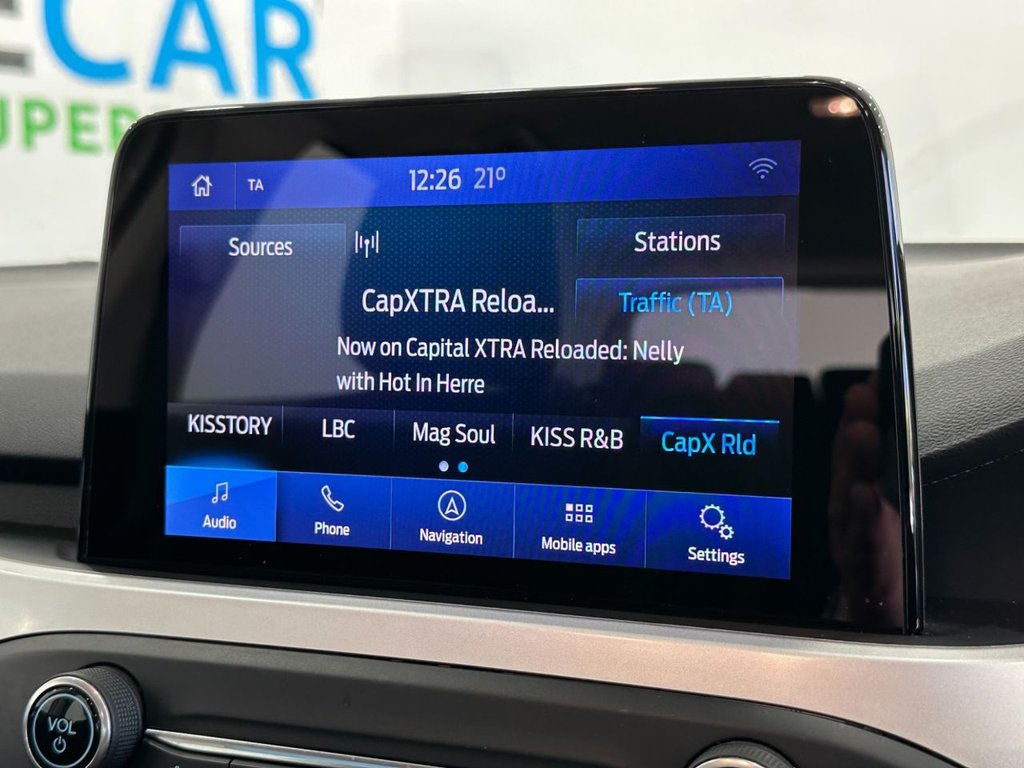 CAR
UPER
TA 12:26 21°
Sources Stations
CapXTRA Reloa... Traffic (TA)
Now on Capital XTRA Reloaded: Nelly
with Hot In Herre
KISSTORY LBC Mag Soul KISS R&B CapX Rld
Audio Phone Navigation Mobile apps Settings
VOL